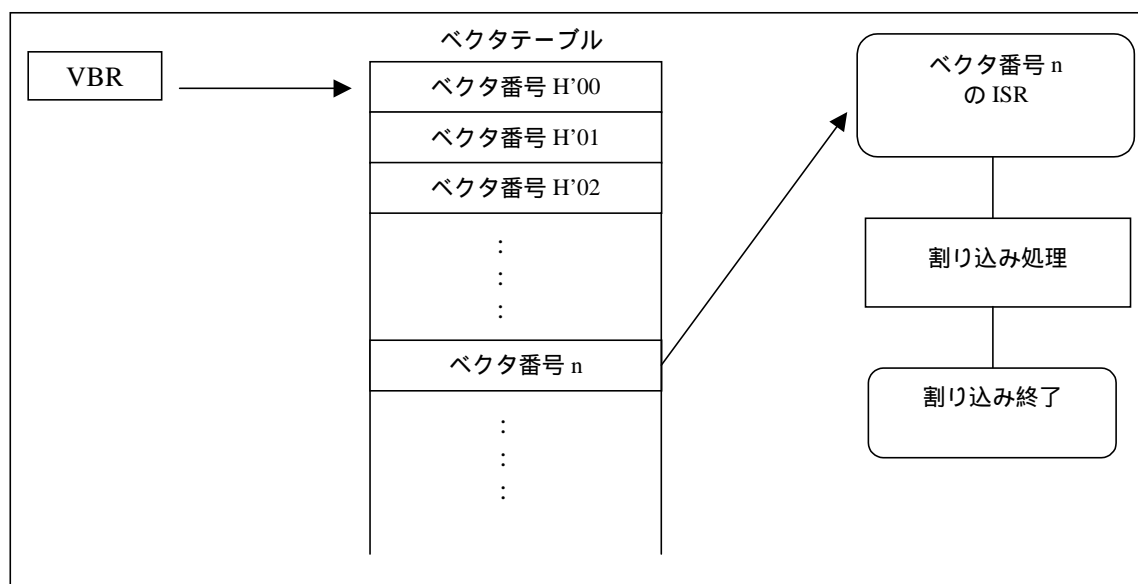 ベクタテーブル
VBR
ベクタ番号 H’00
ベクタ番号 H’01
ベクタ番号 H’02
：
：
：
ベクタ番号 n
：
：
：
ベクタ番号 n
の ISR
割り込み処理
割り込み終了